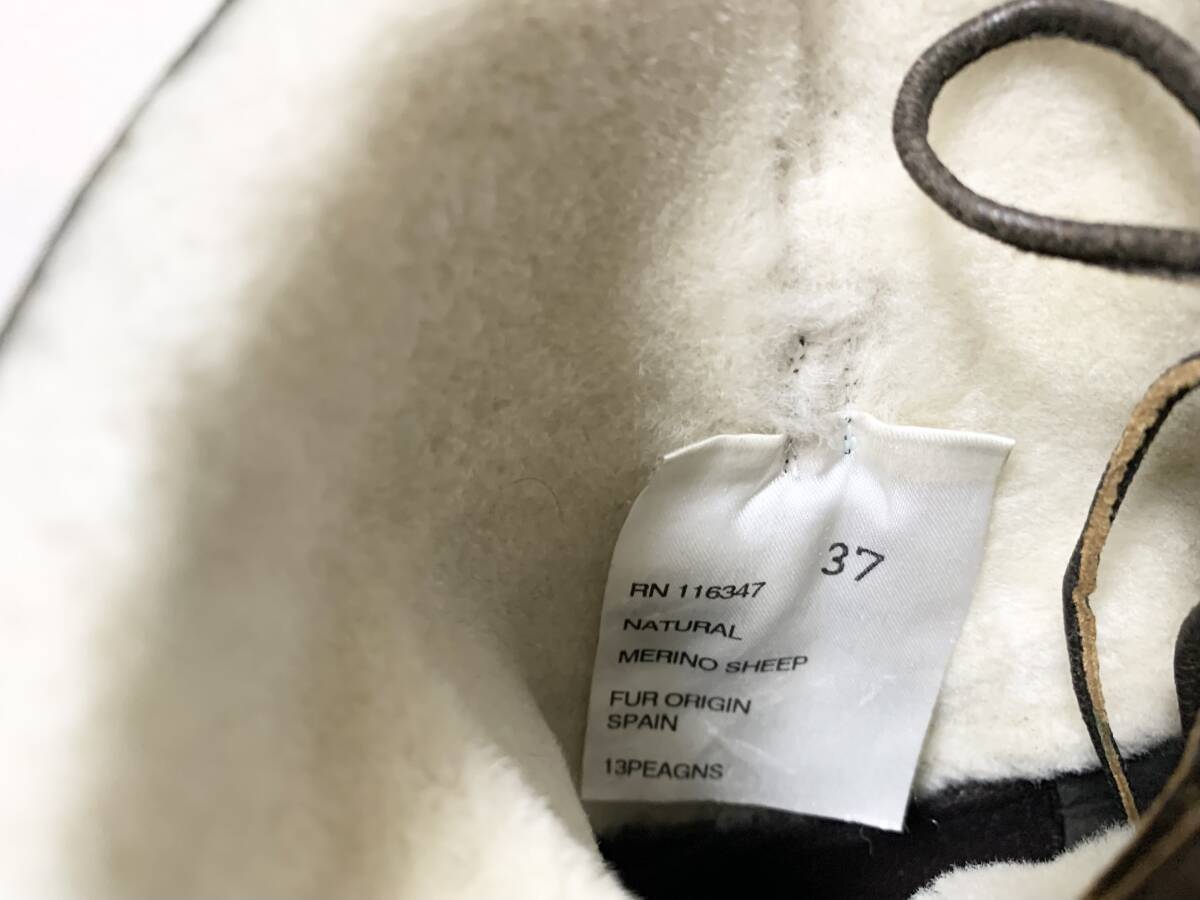 37
RN 116347
NATURAL
MERINO SHEEP
FUR ORIGIN
SPAIN
13PEAGNS